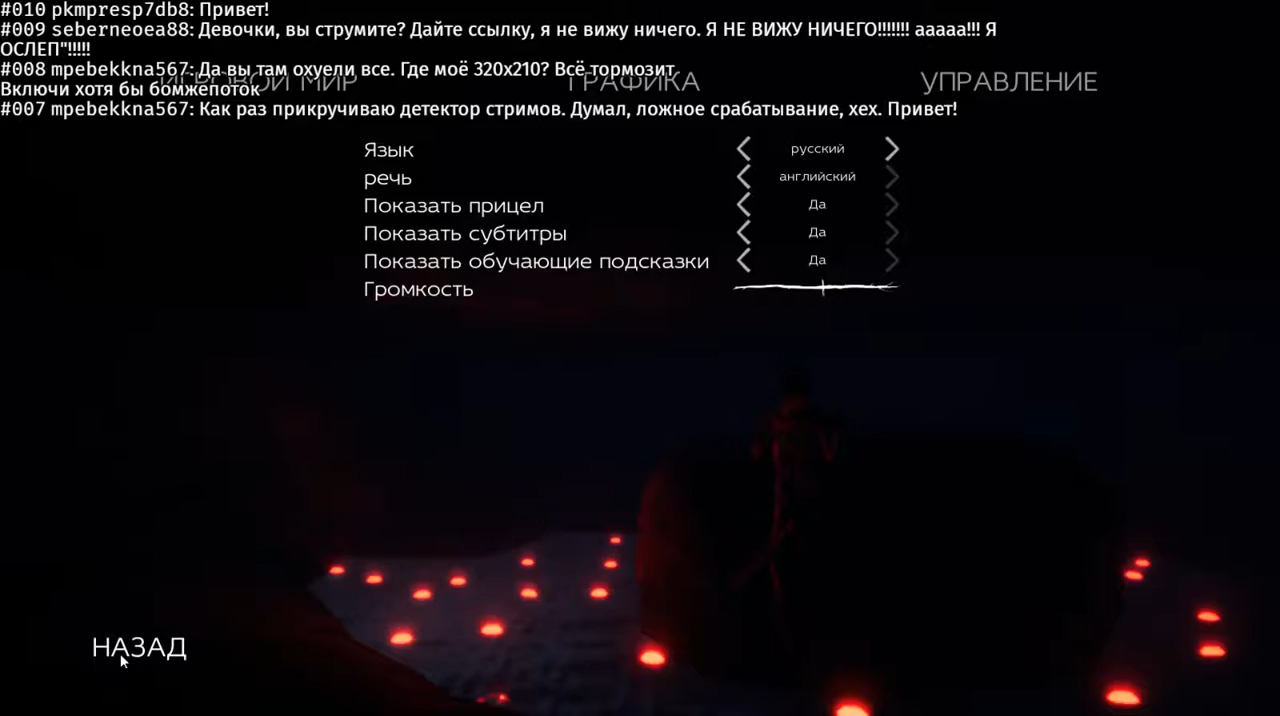 #010 pkmpresp7db8: Привет!
#009 seberneoea88: Девочки, вы струмите? Дайте ссылку, я не вижу ничего. Я НЕ ВИЖУ НИЧЕГО!!!!!!! ааааа!!! Я
ОСЛЕП"!!!!!
#008 mpebekkna567: Да вы там охуели все. Где моё 320x210? Всё тормозит
Включи хотя бы бомжепоток
#007 mpebekkna567: Как раз прикручиваю детектор стримов. Думал, ложное срабатывание, хех. Привет!
ИГРОВОЙ МИР ГРАФИКА УПРАВЛЕНИЕ
Язык русский
речь английский
Показать прицел Да
Показать субтитры Да
Показать обучающие подсказки Да
Громкость
НАЗАД